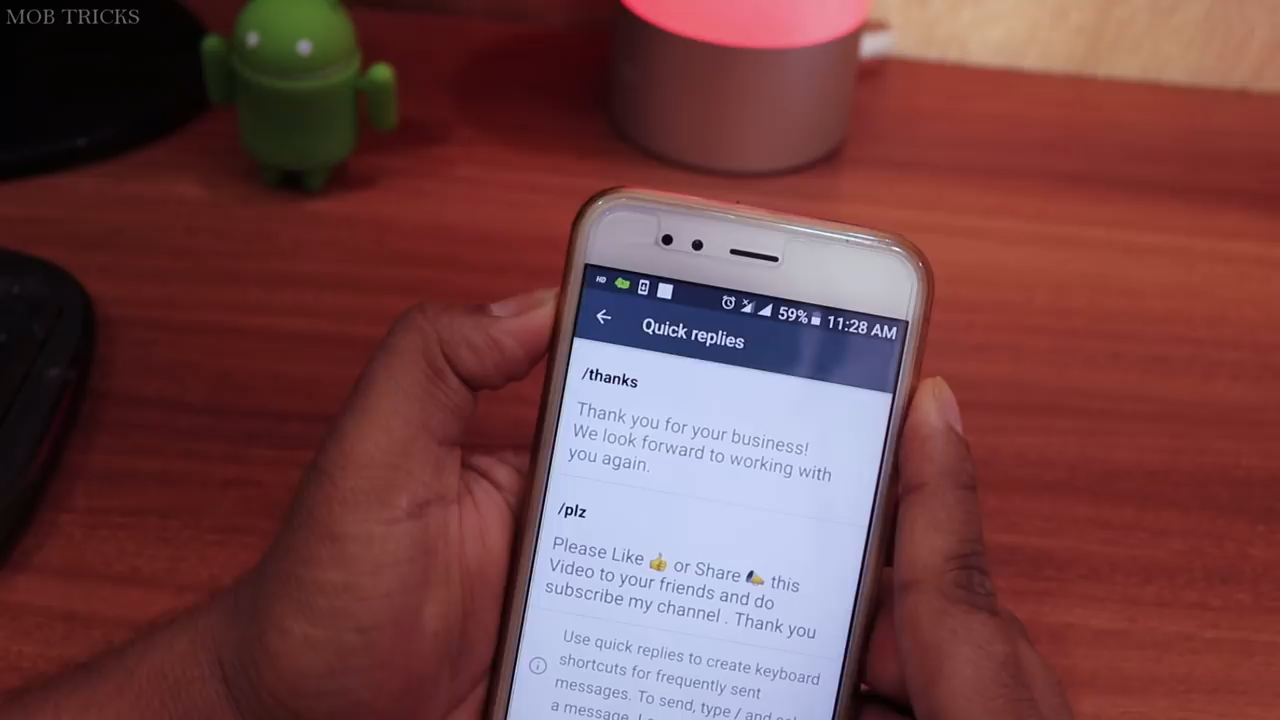 MOB TRICKS
HD 59% 11:28 AM
Quick replies
/thanks
Thank you for your business!
We look forward to working with
you again.
/plz
Please Like 👍 or Share 📣 this
Video to your friends and do
subscribe my channel . Thank you
Use quick replies to create keyboard
shortcuts for frequently sent
messages. To send, type / and
a message.